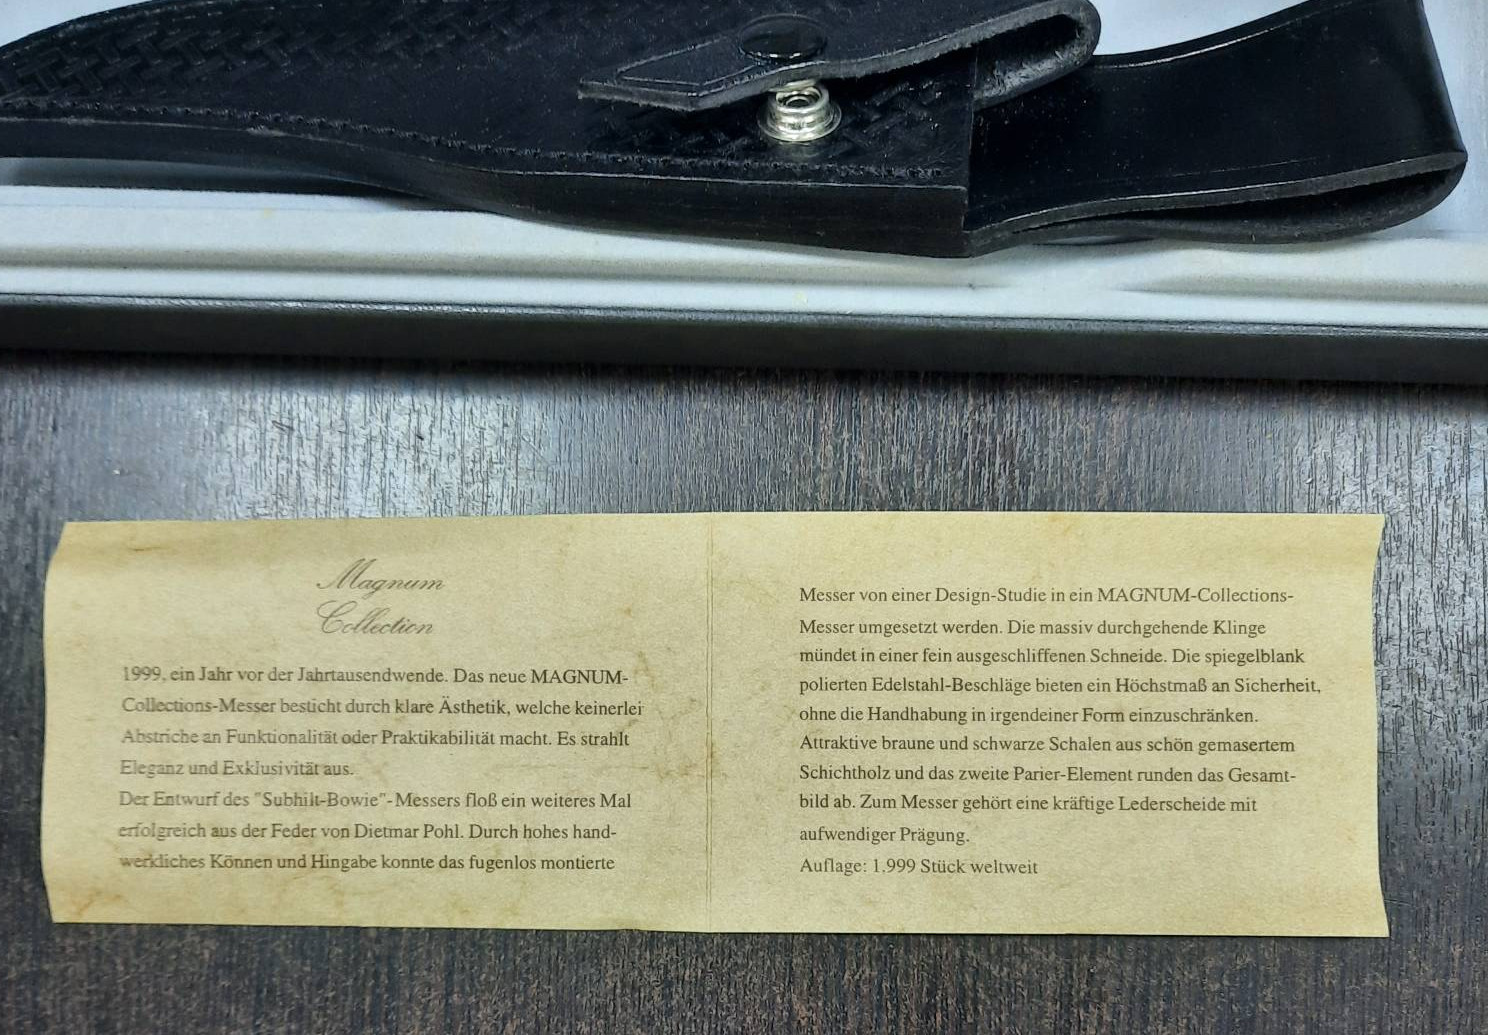 Magnum
Collection
1999, ein Jahr vor der Jahrtausendwende. Das neue MAGNUM-
Collections-Messer besticht durch klare Ästhetik, welche keinerlei
Abstriche an Funktionalität oder Praktikabilität macht. Es strahlt
Eleganz und Exklusivität aus.
Der Entwurf des "Subhilt-Bowie"-Messers floß ein weiteres Mal
erfolgreich aus der Feder von Dietmar Pohl. Durch hohes hand-
werkliches Können und Hingabe konnte das fugenlos montierte
Messer von einer Design-Studie in ein MAGNUM-Collections-
Messer umgesetzt werden. Die massiv durchgehende Klinge
mündet in einer fein ausgeschliffenen Schneide. Die spiegelblank
polierten Edelstahl-Beschläge bieten ein Höchstmaß an Sicherheit,
ohne die Handhabung in irgendeiner Form einzuschränken.
Attraktive braune und schwarze Schalen aus schön gemasertem
Schichtholz und das zweite Parier-Element runden das Gesamt-
bild ab. Zum Messer gehört eine kräftige Lederscheide mit
aufwendiger Prägung.
Auflage: 1.999 Stück weltweit